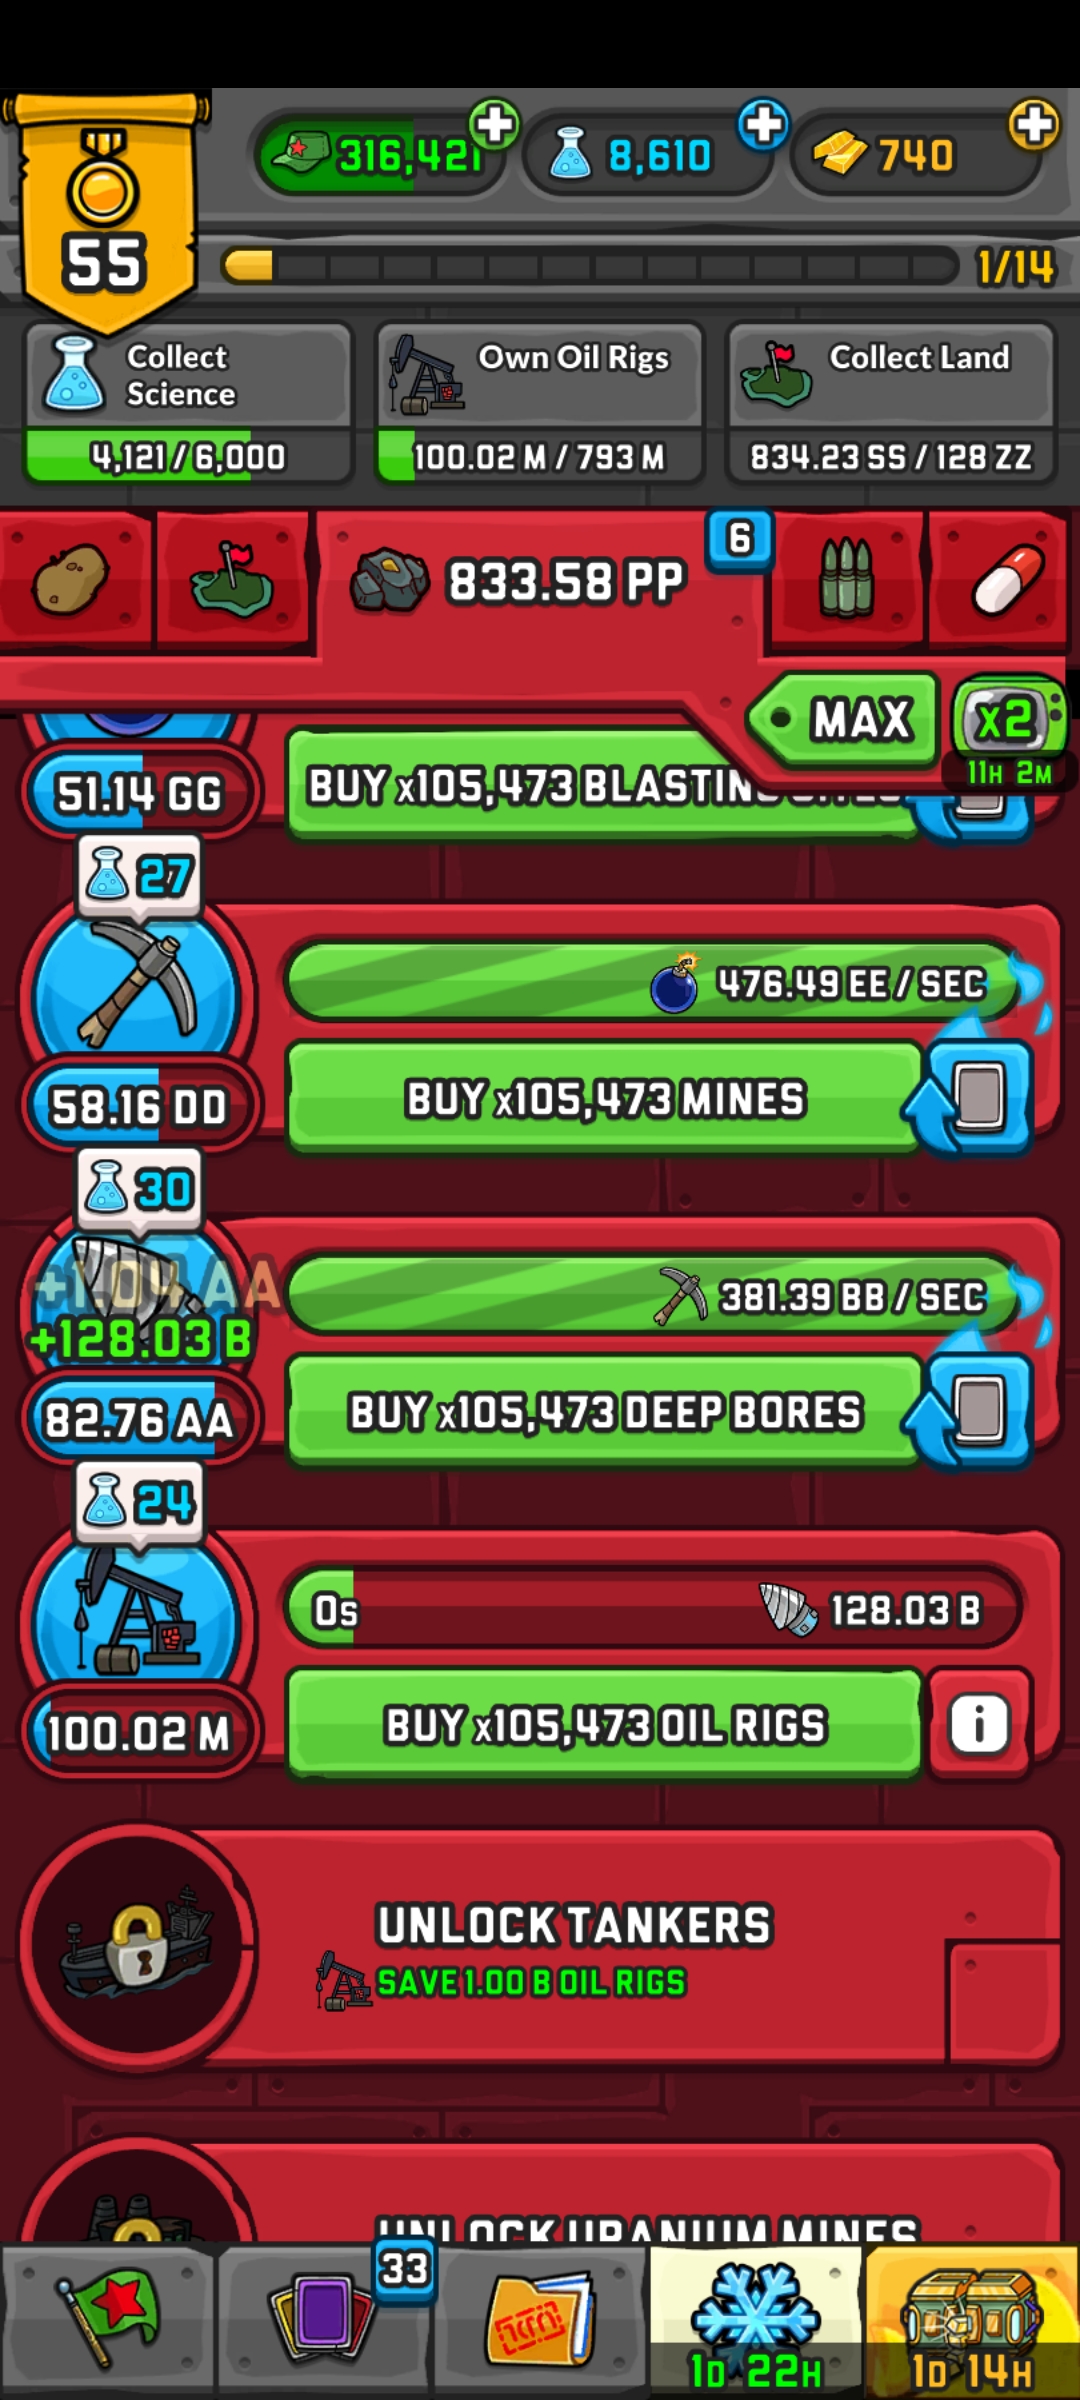 55
316,421
8,610
740
1/14
Collect
Science
4,121 / 6,000
Own Oil Rigs
100.02 M / 793 M
Collect Land
834.23 SS / 128 ZZ
833.58 PP
6
MAX
x2
11H 2M
51.14 GG
BUY x105,473
27
476.49 EE / SEC
58.16 DD
BUY x105,473 MINES
30
+1.04 AA
+128.03 B
381.39 BB / SEC
82.76 AA
BUY x105,473 DEEP BORES
24
0s
128.03 B
100.02 M
BUY x105,473 OIL RIGS
i
UNLOCK TANKERS
SAVE 1.00 B OIL RIGS
UNLOCK URANIUM MINES
33
1D 22H
1D 14H